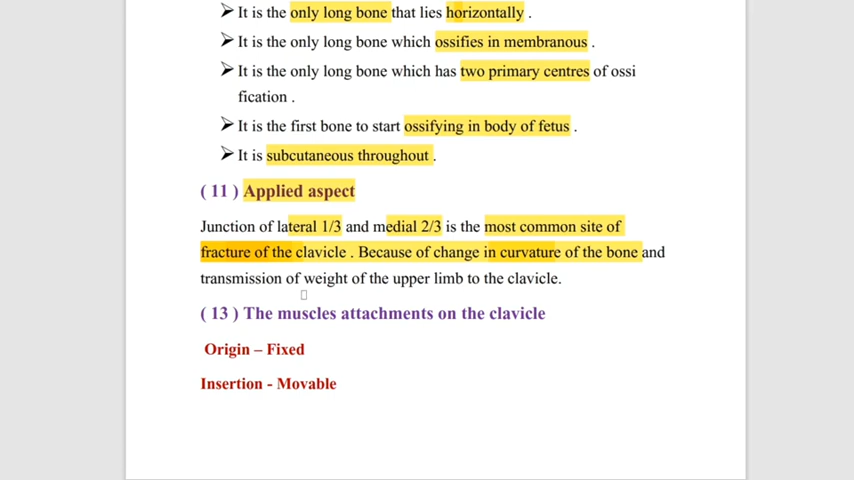 ➢ It is the only long bone that lies horizontally .
➢ It is the only long bone which ossifies in membranous .
➢ It is the only long bone which has two primary centres of ossi
fication .
➢ It is the first bone to start ossifying in body of fetus .
➢ It is subcutaneous throughout .
( 11 ) Applied aspect
Junction of lateral 1/3 and medial 2/3 is the most common site of
fracture of the clavicle . Because of change in curvature of the bone and
transmission of weight of the upper limb to the clavicle.
( 13 ) The muscles attachments on the clavicle
Origin – Fixed
Insertion - Movable